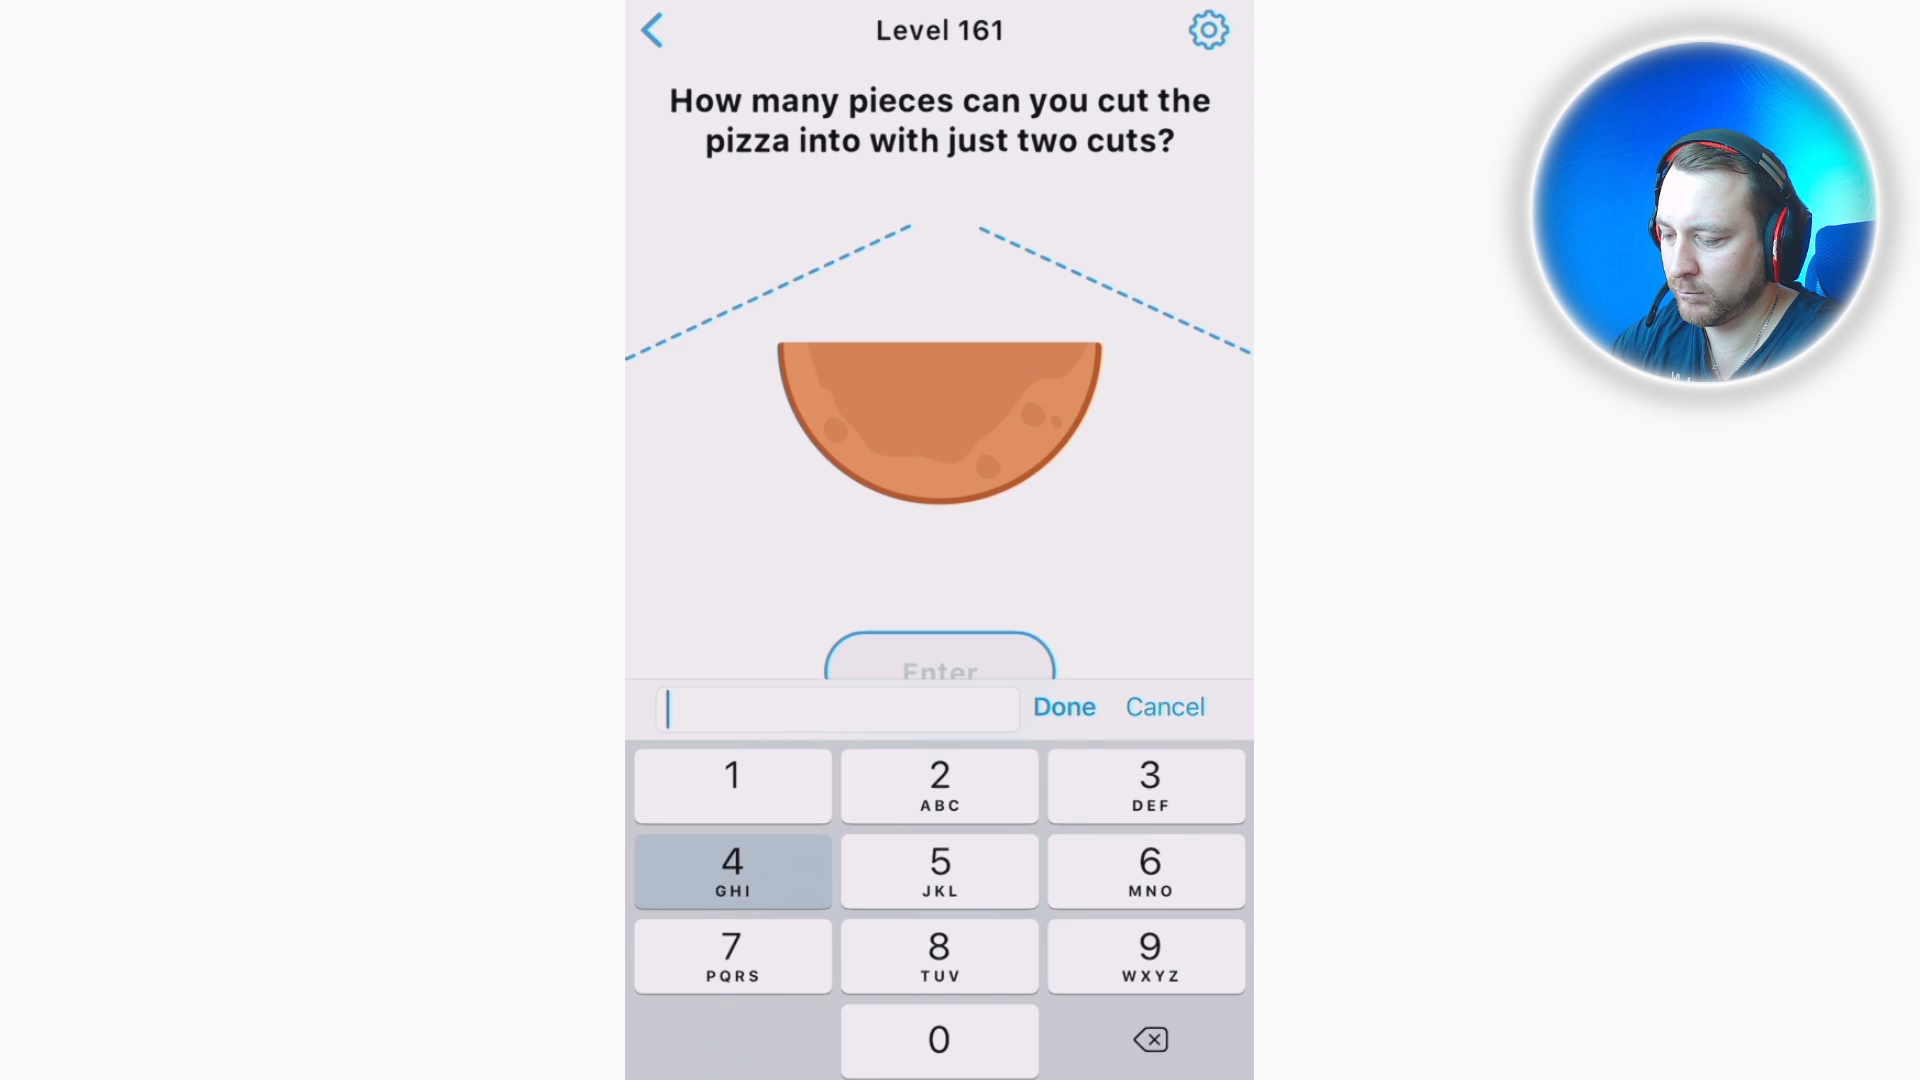 Level 161
How many pieces can you cut the
pizza into with just two cuts?
Enter
Done Cancel
1 2 3
ABC DEF
4 5 6
GHI JKL MNO
7 8 9
PQRS TUV WXYZ
0